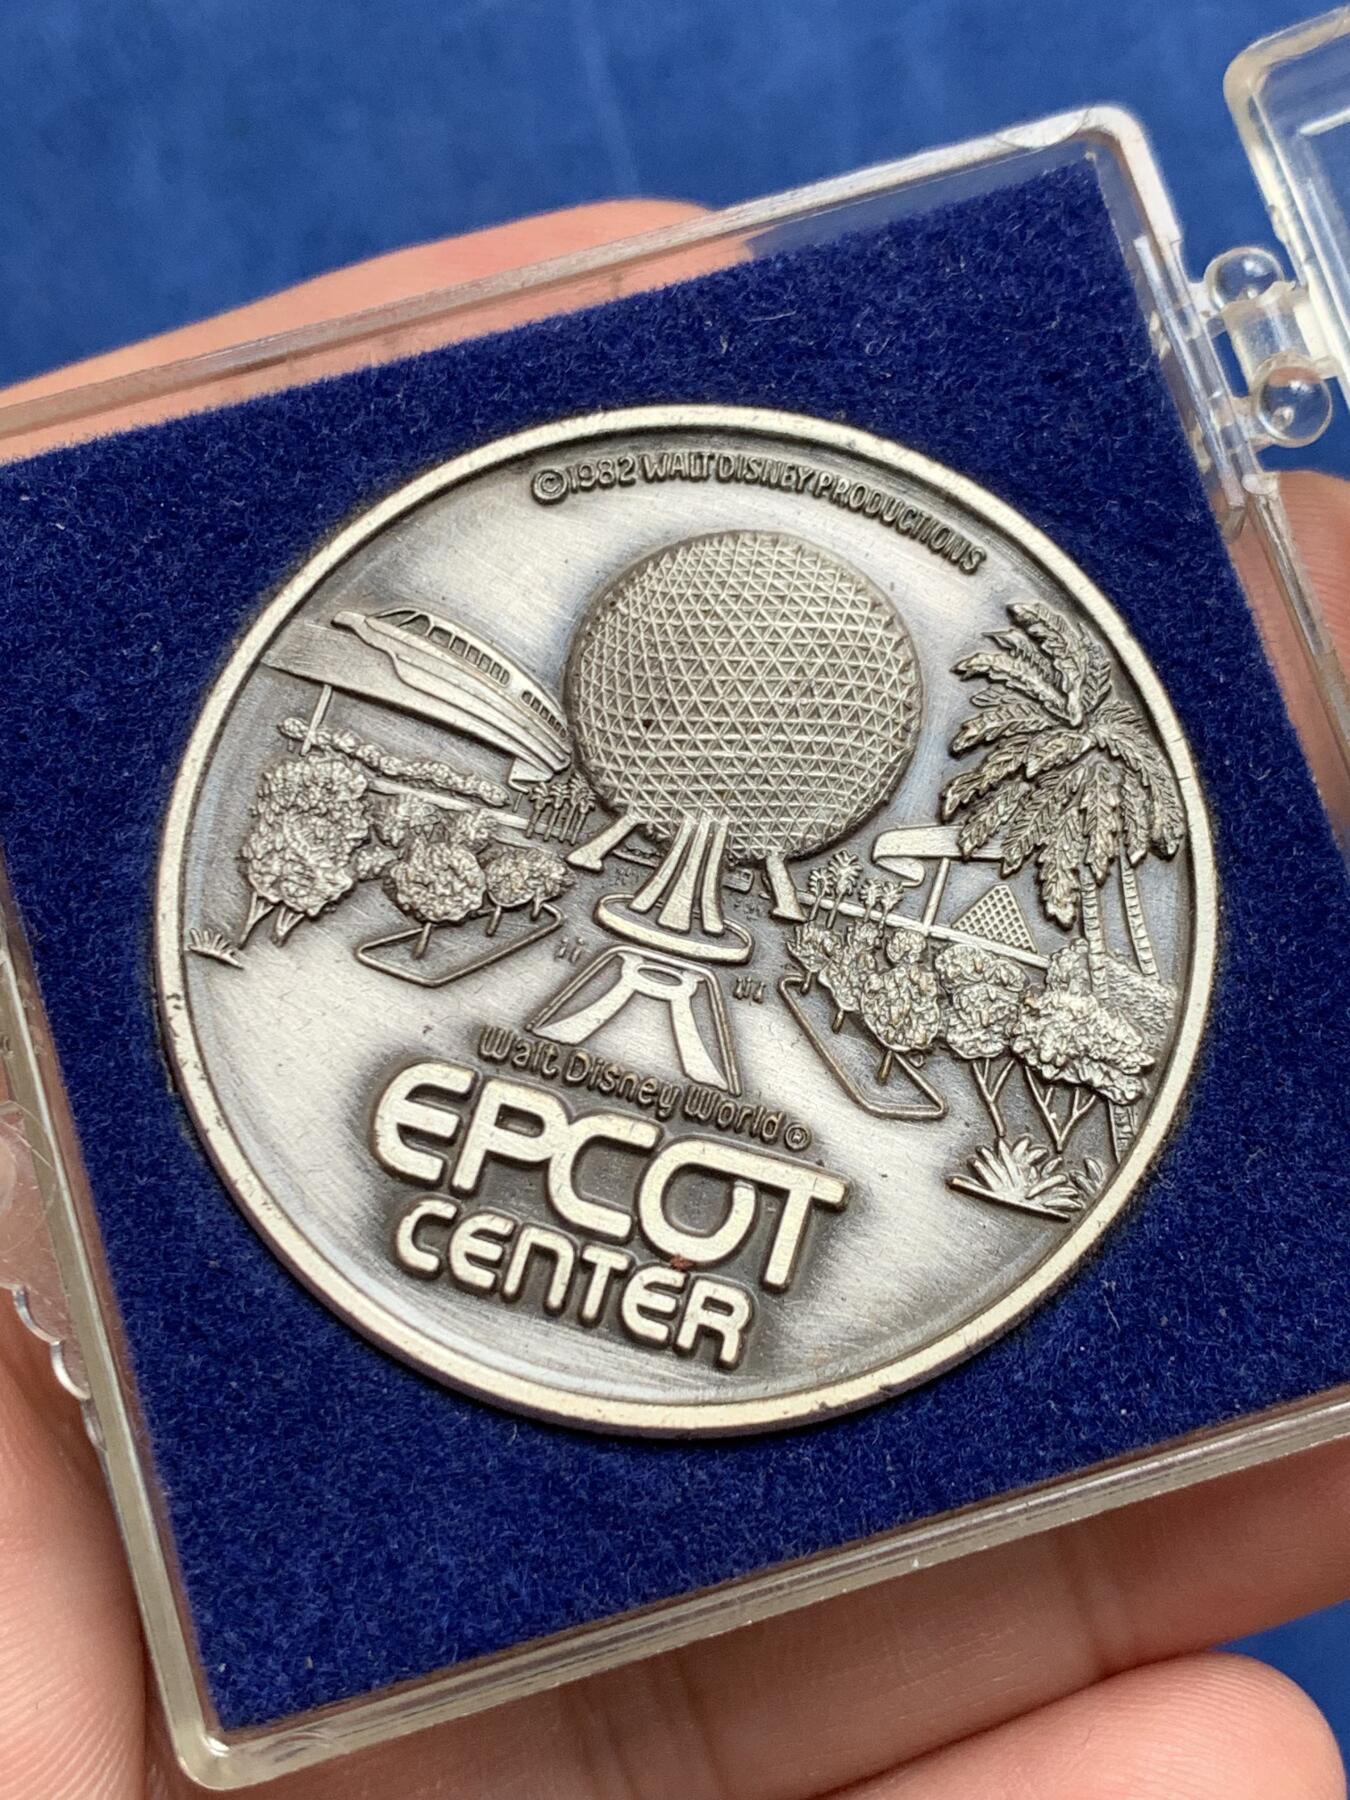 ©1982 WALT DISNEY PRODUCTIONS
Walt Disney World®
EPCOT
CENTER